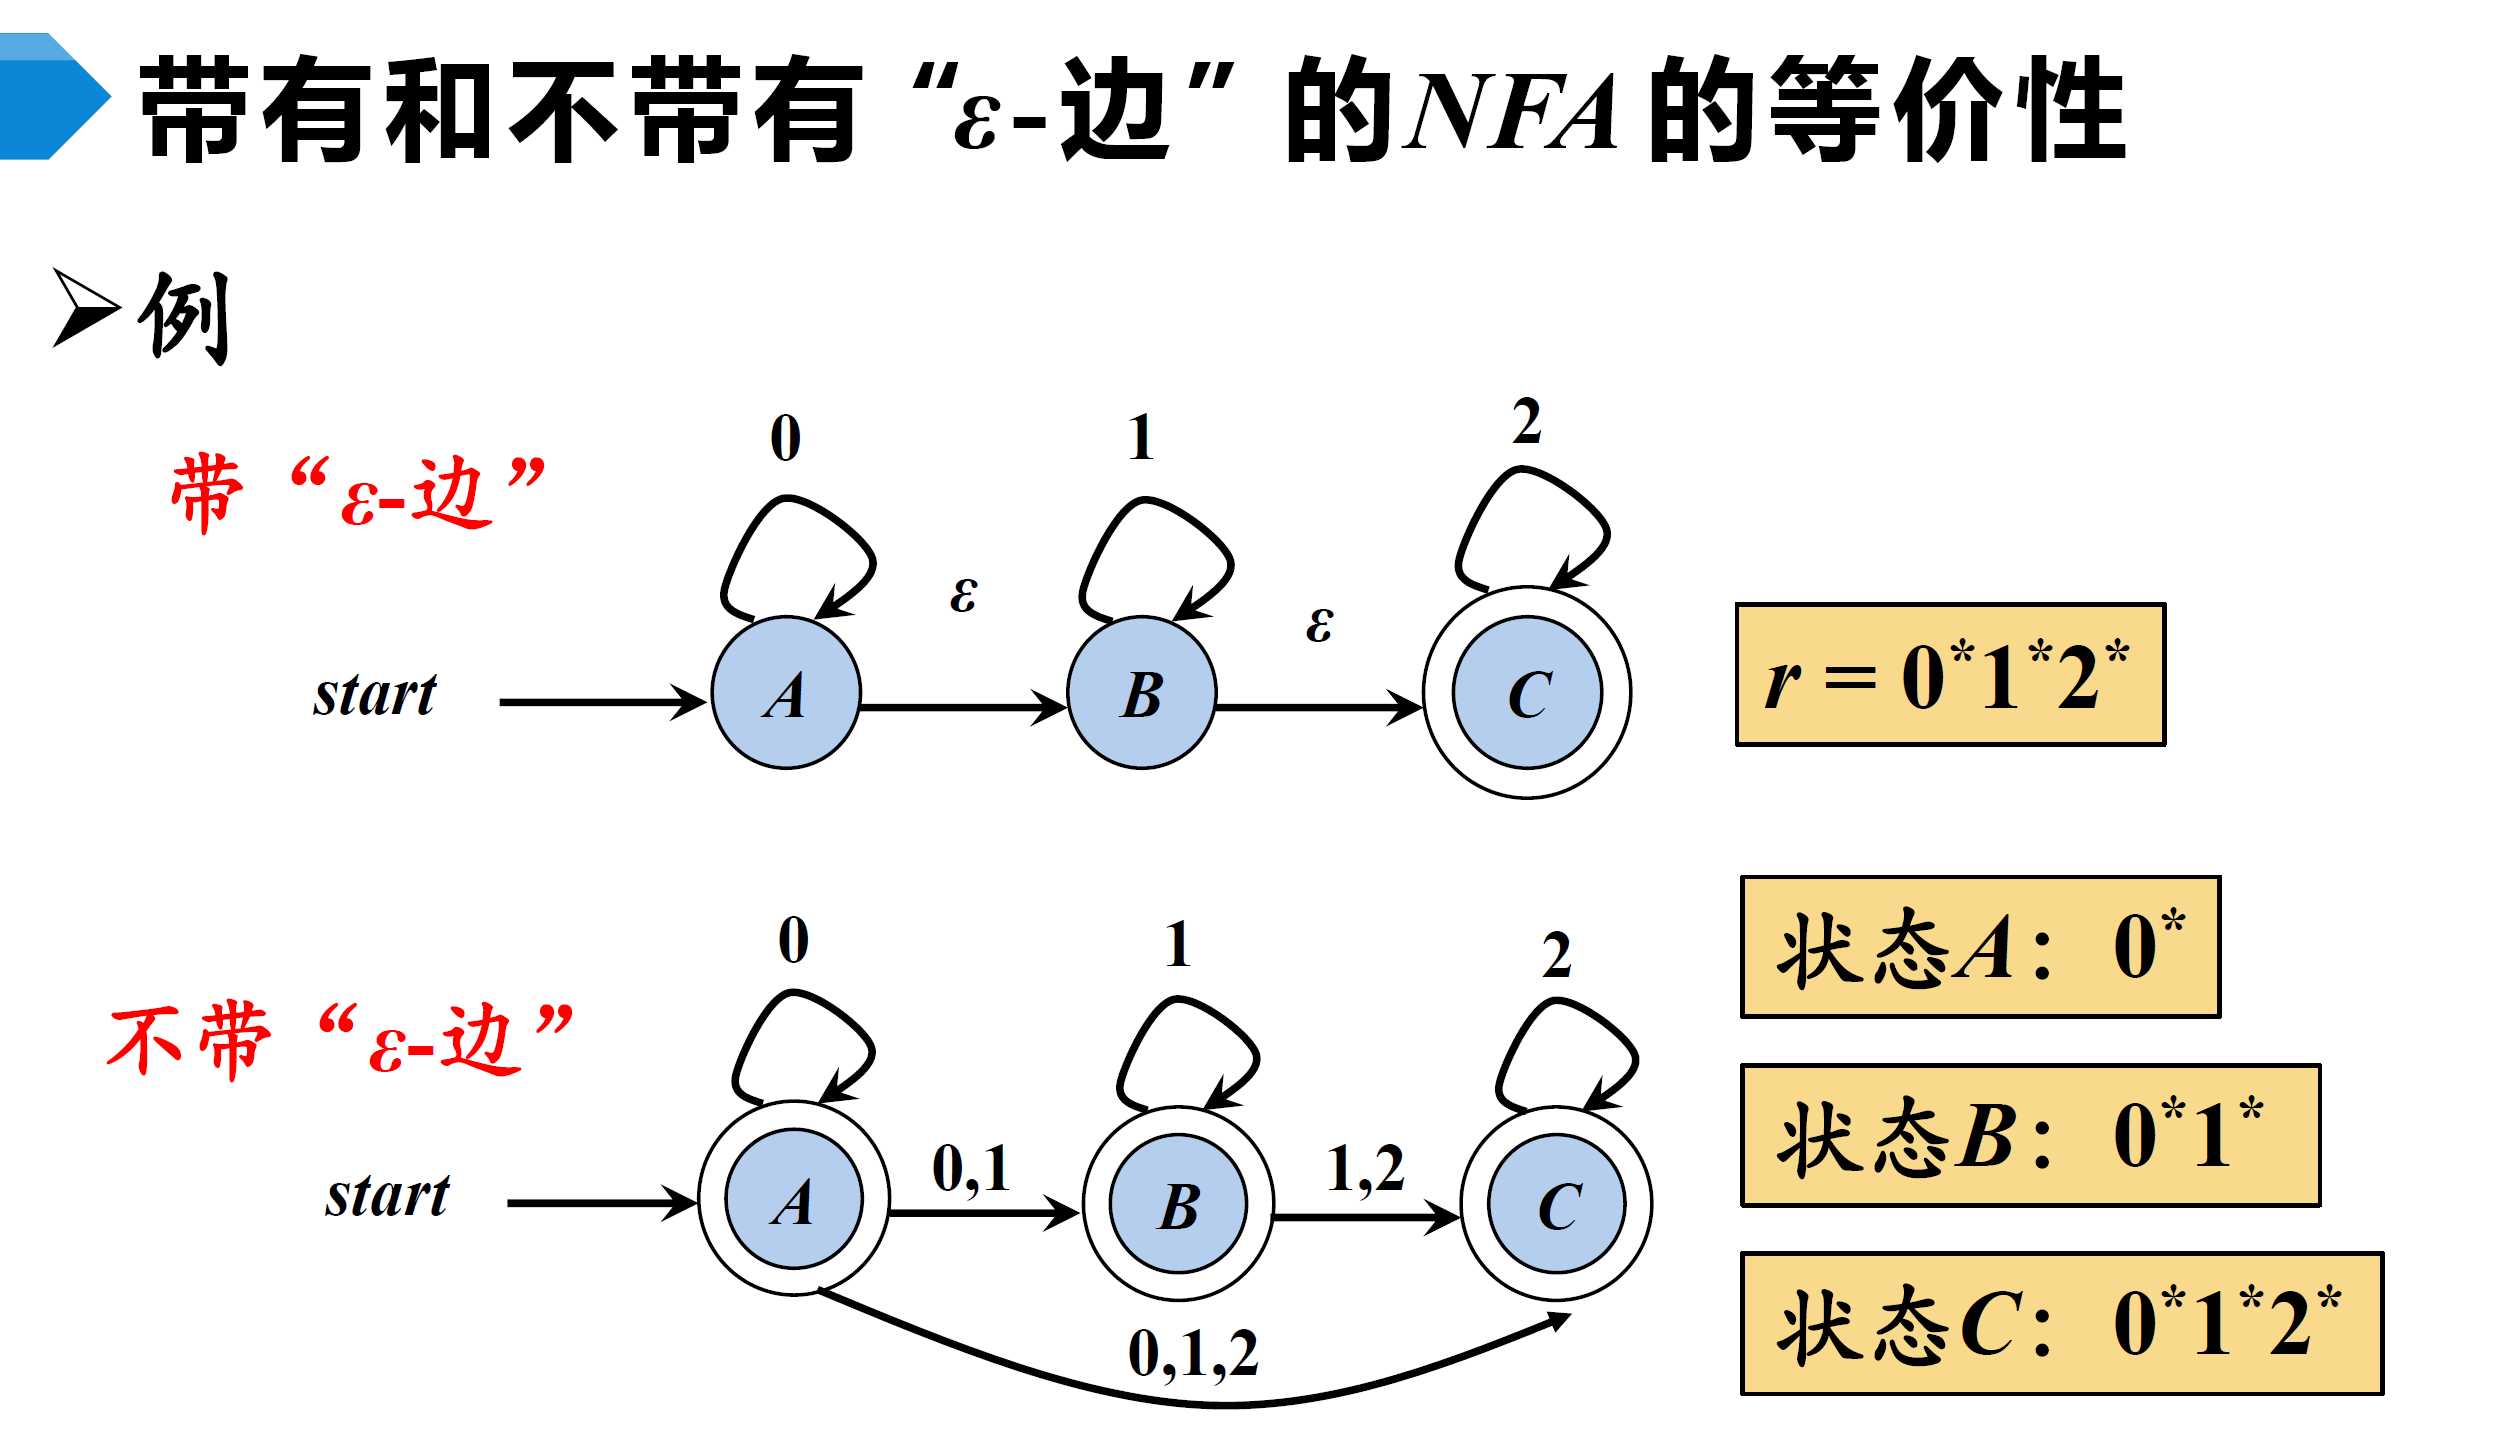 带有和不带有“ε-边”的NFA的等价性
例
带“ε-边”
0
1
2
ε
ε
start
A
B
C
r = 0*1*2*
不带“ε-边”
0
1
2
start
A
0,1
B
1,2
C
0,1,2
状态A：0*
状态B：0*1*
状态C：0*1*2*